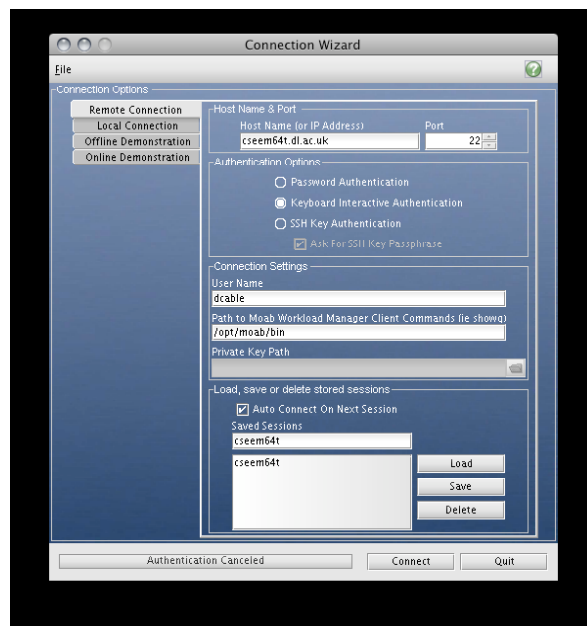 Connection Wizard
File
Connection Options
Remote Connection
Local Connection
Offline Demonstration
Online Demonstration
Host Name & Port
Host Name (or IP Address) Port
cseem64t.dl.ac.uk 22
Authentication Options
Password Authentication
Keyboard Interactive Authentication
SSH Key Authentication
Ask For SSH Key Passphrase
Connection Settings
User Name
dcable
Path to Moab Workload Manager Client Commands (ie showq)
/opt/moab/bin
Private Key Path
Load, save or delete stored sessions
Auto Connect On Next Session
Saved Sessions
cseem64t
cseem64t
Load
Save
Delete
Authentication Canceled Connect Quit